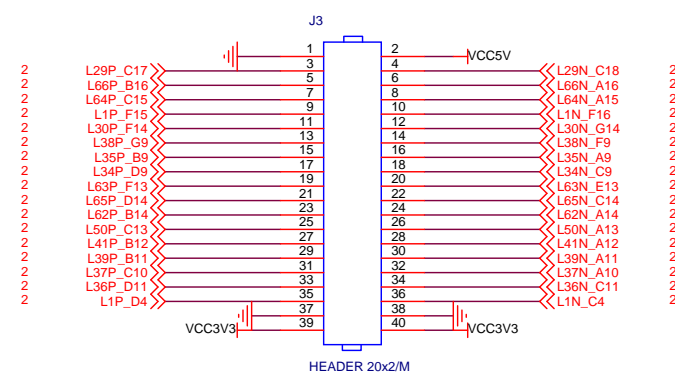 J3
1 2 VCC5V
2 L29P_C17 3 4 L29N_C18 2
2 L66P_B16 5 6 L66N_A16 2
2 L64P_C15 7 8 L64N_A15 2
2 L1P_F15 9 10 L1N_F16 2
2 L30P_F14 11 12 L30N_G14 2
2 L38P_G9 13 14 L38N_F9 2
2 L35P_B9 15 16 L35N_A9 2
2 L34P_D9 17 18 L34N_C9 2
2 L63P_F13 19 20 L63N_E13 2
2 L65P_D14 21 22 L65N_C14 2
2 L62P_B14 23 24 L62N_A14 2
2 L50P_C13 25 26 L50N_A13 2
2 L41P_B12 27 28 L41N_A12 2
2 L39P_B11 29 30 L39N_A11 2
2 L37P_C10 31 32 L37N_A10 2
2 L36P_D11 33 34 L36N_C11 2
2 L1P_D4 35 36 L1N_C4 2
37 38
VCC3V3 39 40 VCC3V3
HEADER 20x2/M